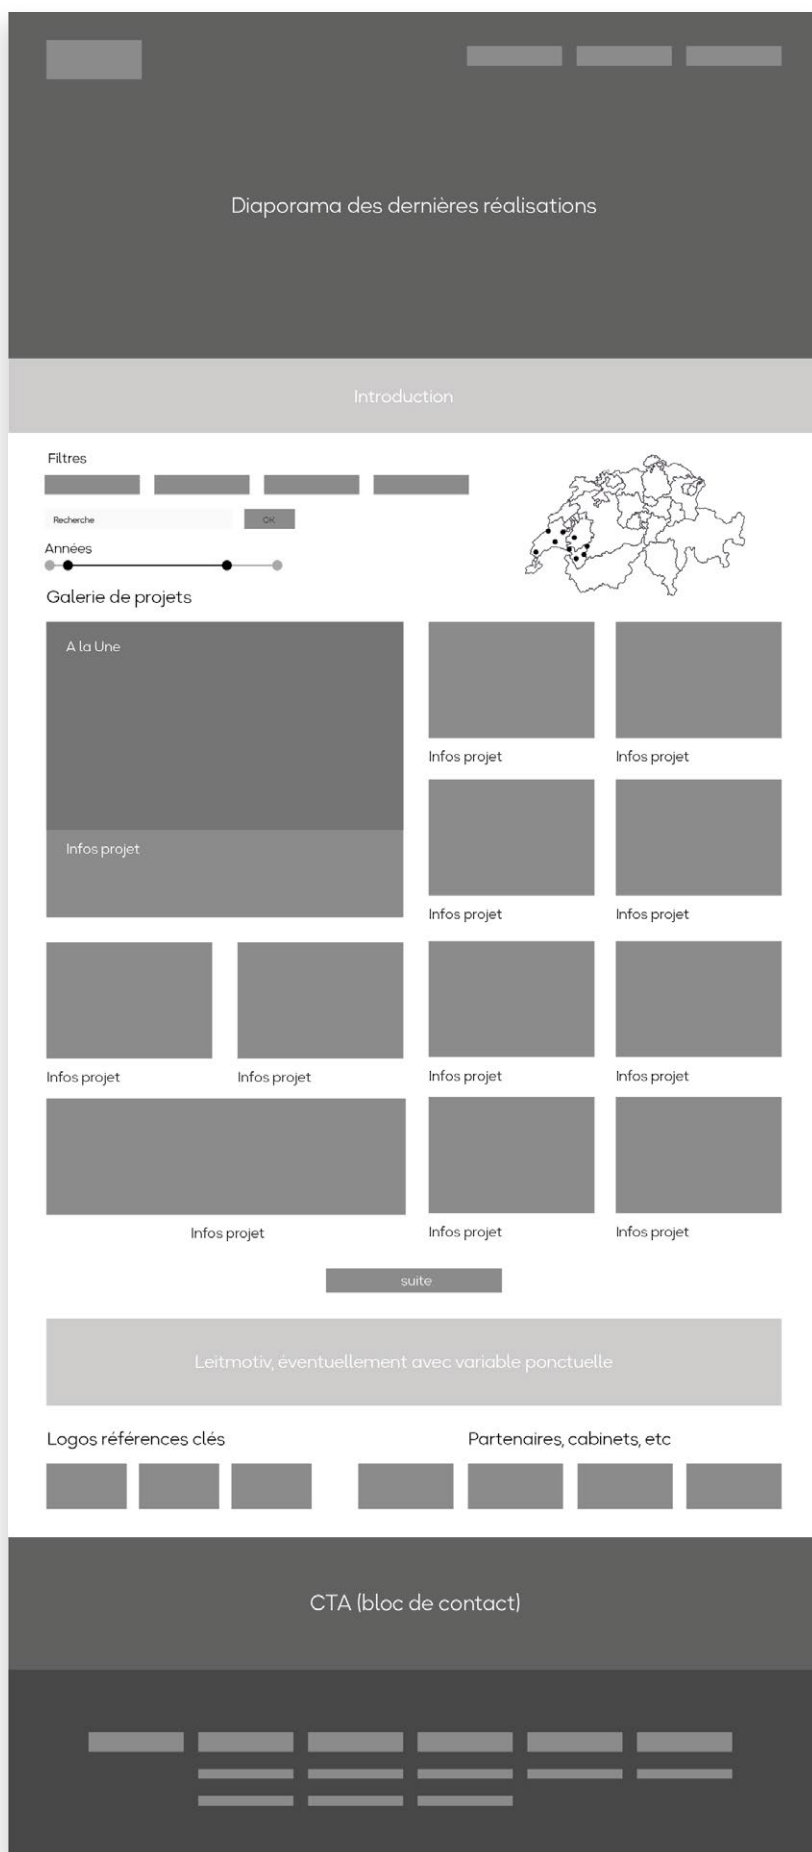 Diaporama des dernières réalisations
Introduction
Filtres
Recherche
OK
Années
Galerie de projets
A la Une
Infos projet
Infos projet
Infos projet
Infos projet
Infos projet
Infos projet
Infos projet
Infos projet
Infos projet
Infos projet
Infos projet
Infos projet
suite
Leitmotiv, éventuellement avec variable ponctuelle
Logos références clés
Partenaires, cabinets, etc
CTA (bloc de contact)